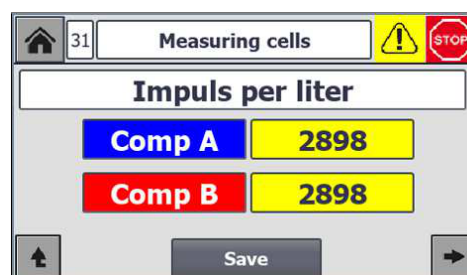 31 Measuring cells STOP
Impuls per liter
Comp A 2898
Comp B 2898
Save